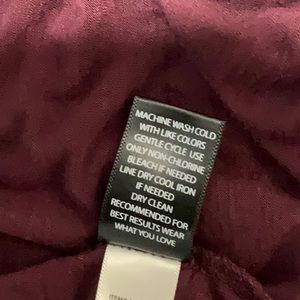 MACHINE WASH COLD
WITH LIKE COLORS
GENTLE CYCLE USE
ONLY NON-CHLORINE
BLEACH IF NEEDED
LINE DRY COOL IRON
IF NEEDED
DRY CLEAN
RECOMMENDED FOR
BEST RESULTS WEAR
WHAT YOU LOVE